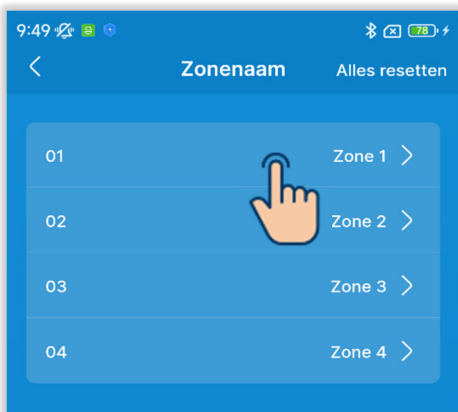 9:49 78
Zonenaam Alles resetten
01 Zone 1
02 Zone 2
03 Zone 3
04 Zone 4